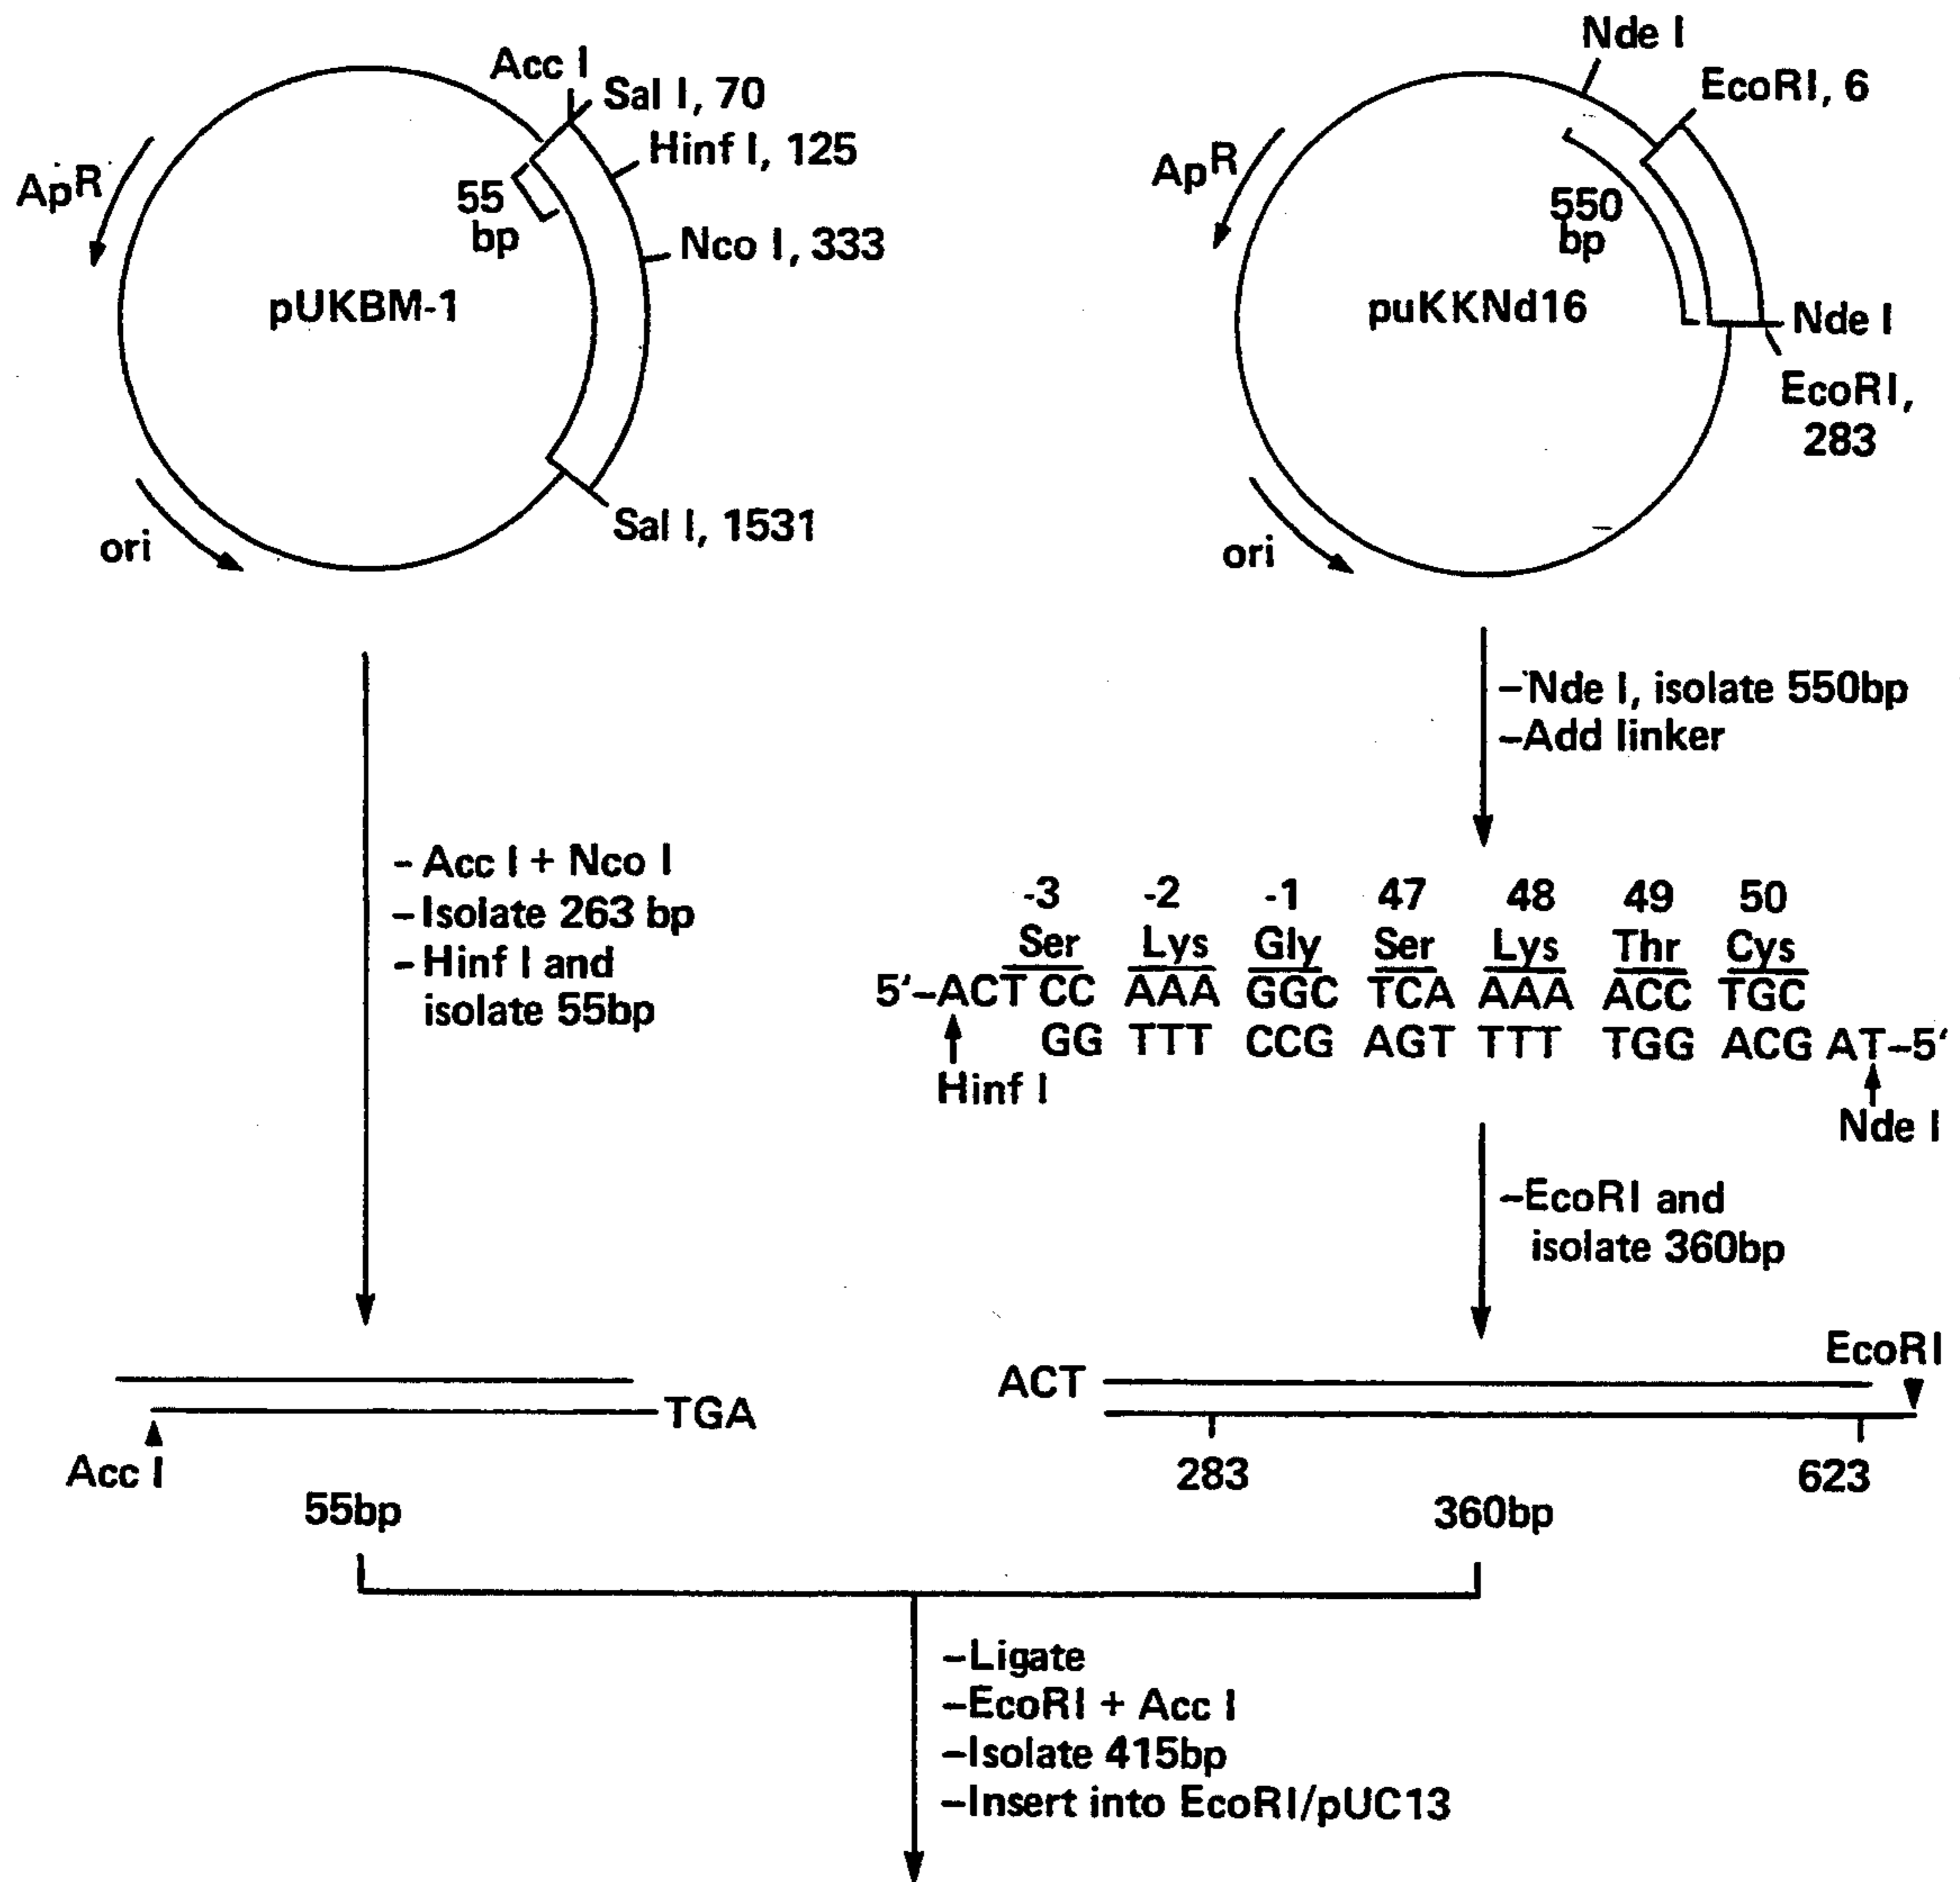 Acc I
Sal I, 70
Hinf I, 125
55
bp
Nco I, 333
ApR
pUKBM-1
Sal I, 1531
ori
Nde I
EcoRI, 6
ApR
550
bp
puKKNd16
Nde I
EcoRI,
283
ori
- Acc I + Nco I
- Isolate 263 bp
- Hinf I and
isolate 55bp
-Nde I, isolate 550bp
-Add linker
-3 -2 -1 47 48 49 50
Ser Lys Gly Ser Lys Thr Cys
5'-ACT CC AAA GGC TCA AAA ACC TGC
GG TTT CCG AGT TTT TGG ACG AT-5'
Hinf I
Nde I
-EcoRI and
isolate 360bp
TGA
Acc I
55bp
ACT
EcoRI
283
623
360bp
-Ligate
-EcoRI + Acc I
-Isolate 415bp
-Insert into EcoRI/pUC13